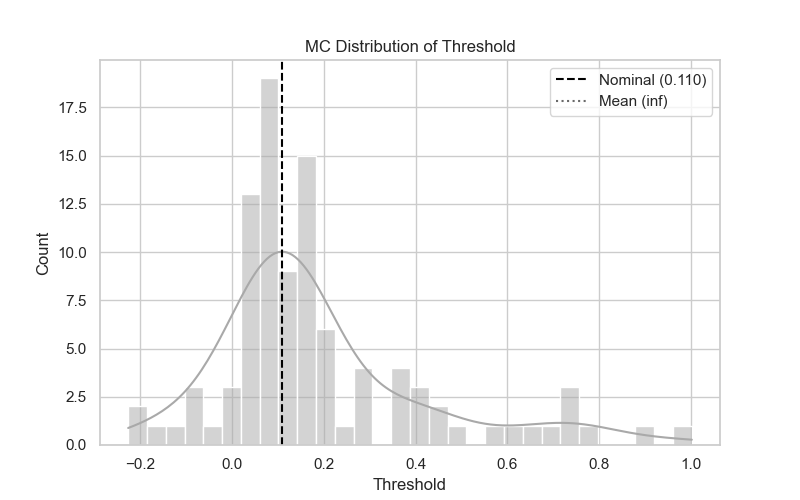 MC Distribution of Threshold
Nominal (0.110)
Mean (inf)
Count
17.5
15.0
12.5
10.0
7.5
5.0
2.5
0.0
−0.2 0.0 0.2 0.4 0.6 0.8 1.0
Threshold